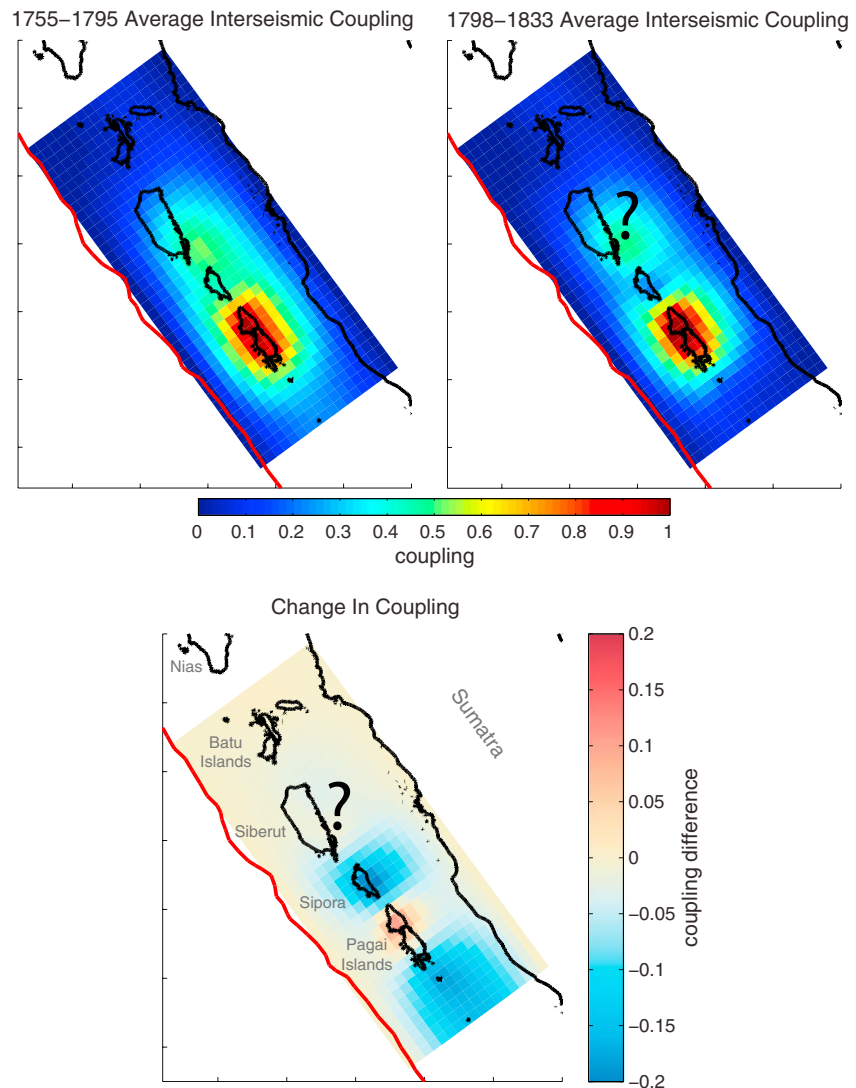 1755–1795 Average Interseismic Coupling
1798–1833 Average Interseismic Coupling
?
0 0.1 0.2 0.3 0.4 0.5 0.6 0.7 0.8 0.9 1
coupling
Change In Coupling
Nias
Sumatra
Batu
Islands
?
Siberut
Sipora
Pagai
Islands
0.2
0.15
0.1
0.05
0
−0.05
−0.1
−0.15
−0.2
coupling difference